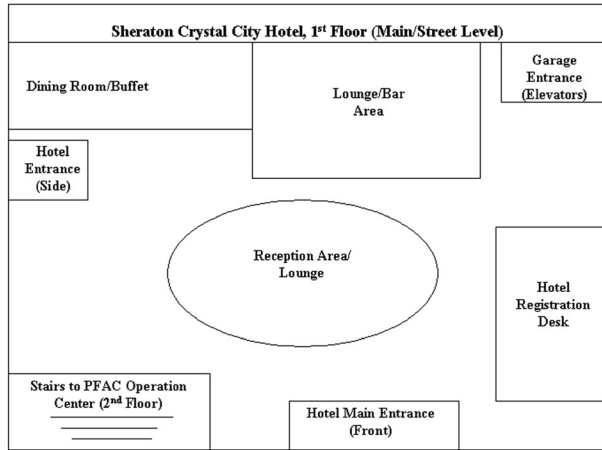 Sheraton Crystal City Hotel, 1st Floor (Main/Street Level)
Dining Room/Buffet
Lounge/Bar
Area
Garage
Entrance
(Elevators)
Hotel
Entrance
(Side)
Reception Area/
Lounge
Hotel
Registration
Desk
Stairs to PFAC Operation
Center (2nd Floor)
Hotel Main Entrance
(Front)